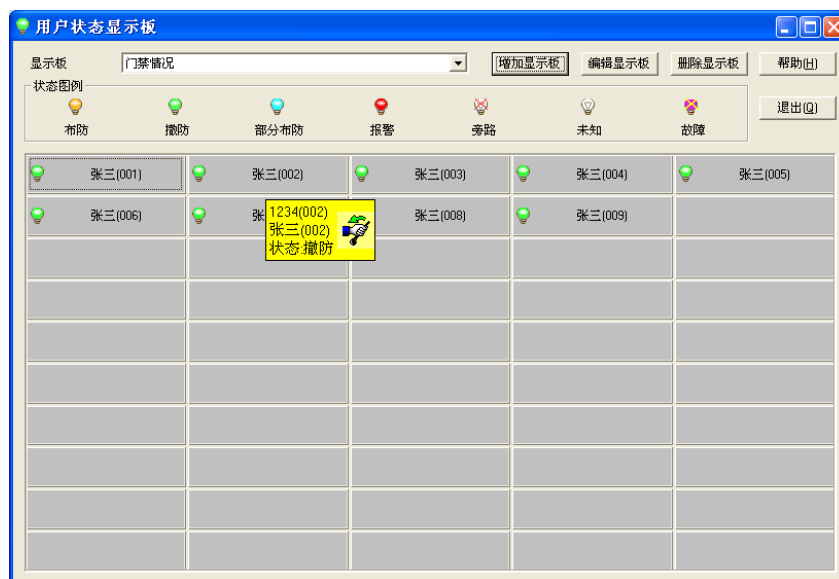 用户状态显示板
显示板 门禁情况 增加显示板 编辑显示板 删除显示板 帮助(H)
状态图例
布防 撤防 部分布防 报警 旁路 未知 故障 退出(Q)
张三(001) 张三(002) 张三(003) 张三(004) 张三(005)
张三(006) 张 张三(008) 张三(009)
1234(002)
张三(002)
状态:撤防